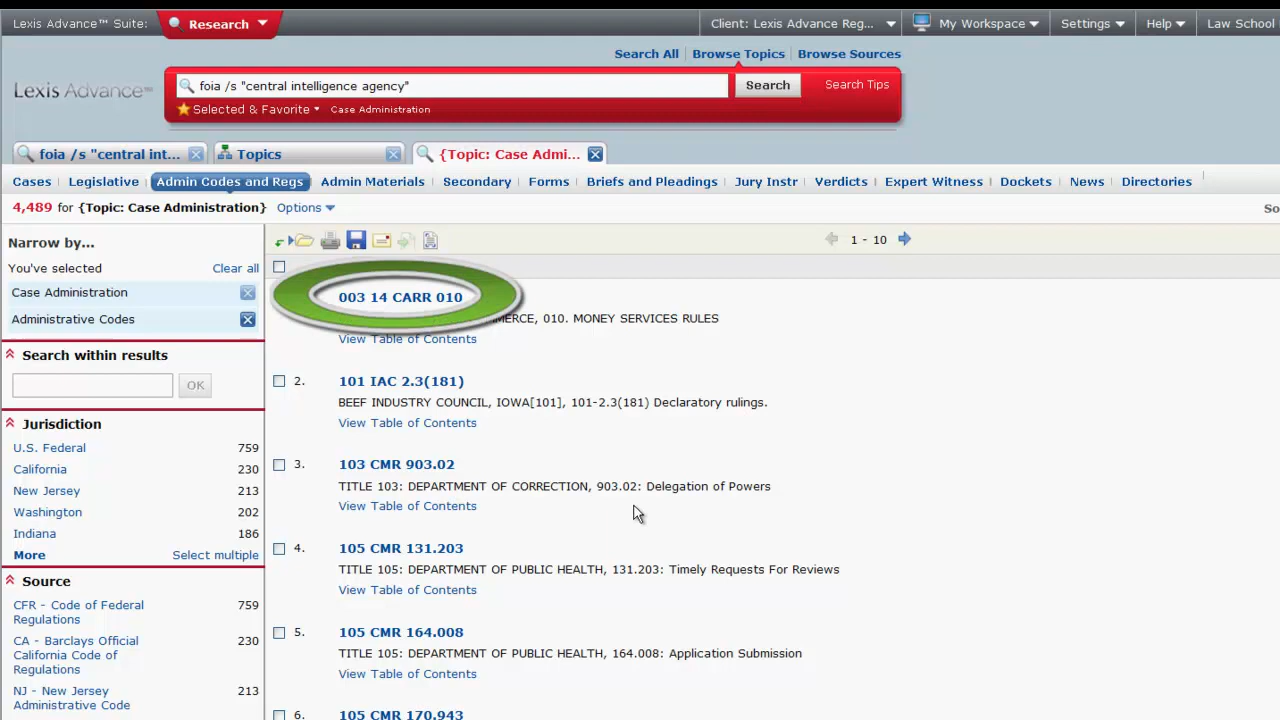 Lexis Advance™ Suite: Research Client: Lexis Advance Reg... My Workspace Settings Help Law School
Search All Browse Topics Browse Sources
Lexis Advance™ foia /s "central intelligence agency" Search Search Tips
Selected & Favorite Case Administration
foia /s "central int... Topics {Topic: Case Admi...
Cases Legislative Admin Codes and Regs Admin Materials Secondary Forms Briefs and Pleadings Jury Instr Verdicts Expert Witness Dockets News Directories
4,489 for {Topic: Case Administration} Options So
Narrow by...
1 - 10
You've selected Clear all
Case Administration
Administrative Codes
Search within results
OK
Jurisdiction
U.S. Federal 759
California 230
New Jersey 213
Washington 202
Indiana 186
More Select multiple
Source
CFR - Code of Federal 759
Regulations
CA - Barclays Official 230
California Code of
Regulations
NJ - New Jersey 213
Administrative Code
003 14 CARR 010
MERCE, 010. MONEY SERVICES RULES
View Table of Contents
2. 101 IAC 2.3(181)
BEEF INDUSTRY COUNCIL, IOWA[101], 101-2.3(181) Declaratory rulings.
View Table of Contents
3. 103 CMR 903.02
TITLE 103: DEPARTMENT OF CORRECTION, 903.02: Delegation of Powers
View Table of Contents
4. 105 CMR 131.203
TITLE 105: DEPARTMENT OF PUBLIC HEALTH, 131.203: Timely Requests For Reviews
View Table of Contents
5. 105 CMR 164.008
TITLE 105: DEPARTMENT OF PUBLIC HEALTH, 164.008: Application Submission
View Table of Contents
6. 105 CMR 170.943